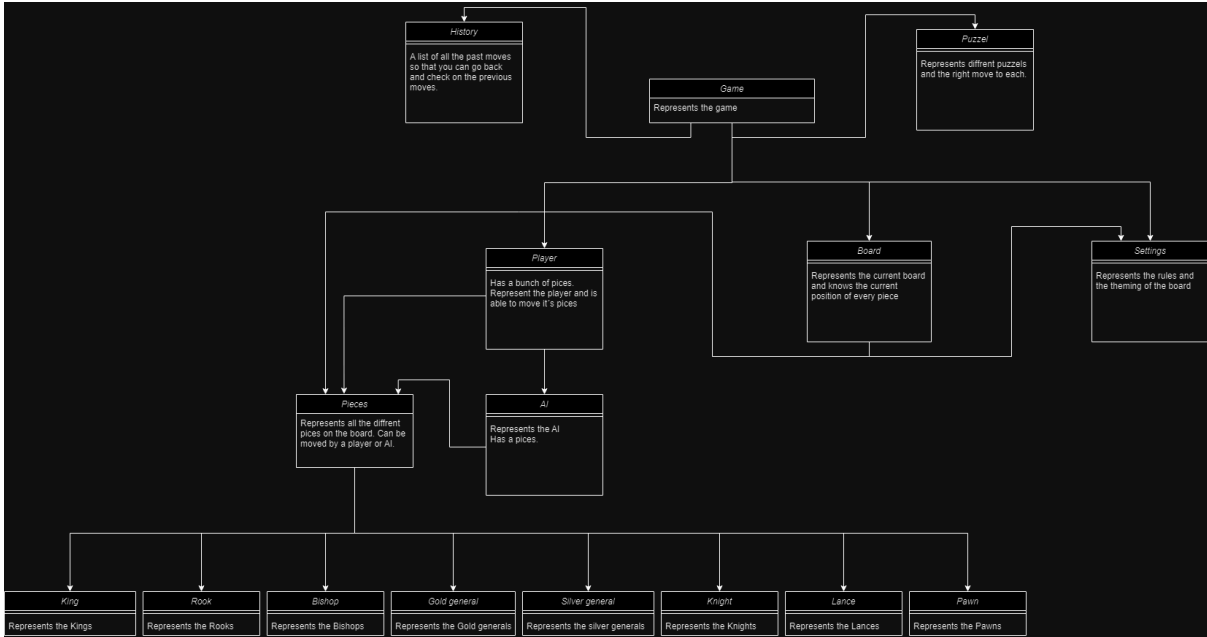 History
A list of all the past moves
so that you can go back
and check on the previous
moves.
Puzzel
Represents diffrent puzzels
and the right move to each.
Game
Represents the game
Player
Has a bunch of pices.
Represent the player and is
able to move it´s pices
Board
Represents the current board
and knows the current
position of every piece
Settings
Represents the rules and
the theming of the board
Pieces
Represents all the diffrent
pices on the board. Can be
moved by a player or AI.
AI
Represents the AI
Has a pices.
King
Represents the Kings
Rook
Represents the Rooks
Bishop
Represents the Bishops
Gold general
Represents the Gold generals
Silver general
Represents the silver generals
Knight
Represents the Knights
Lance
Represents the Lances
Pawn
Represents the Pawns